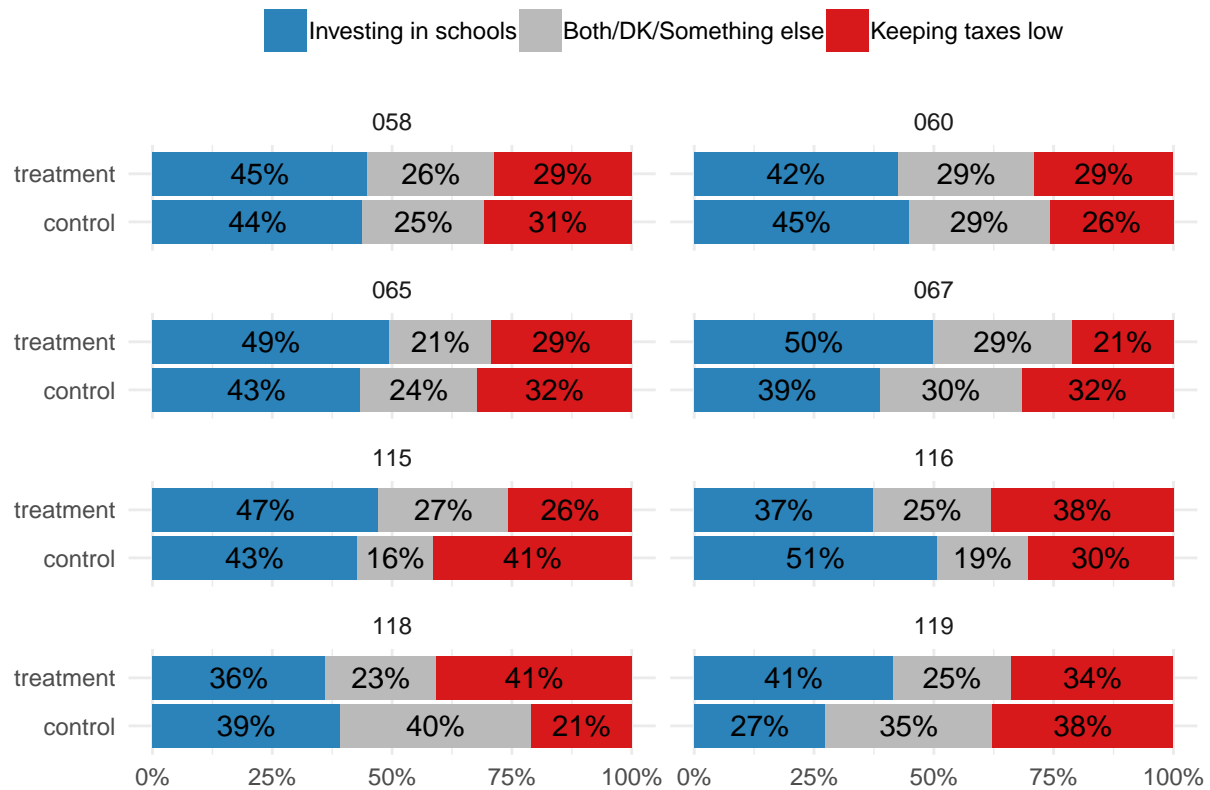 Investing in schools Both/DK/Something else Keeping taxes low
058 060
treatment 45% 26% 29% 42% 29% 29%
control 44% 25% 31% 45% 29% 26%
065 067
treatment 49% 21% 29% 50% 29% 21%
control 43% 24% 32% 39% 30% 32%
115 116
treatment 47% 27% 26% 37% 25% 38%
control 43% 16% 41% 51% 19% 30%
118 119
treatment 36% 23% 41% 41% 25% 34%
control 39% 40% 21% 27% 35% 38%
0% 25% 50% 75% 100% 0% 25% 50% 75% 100%